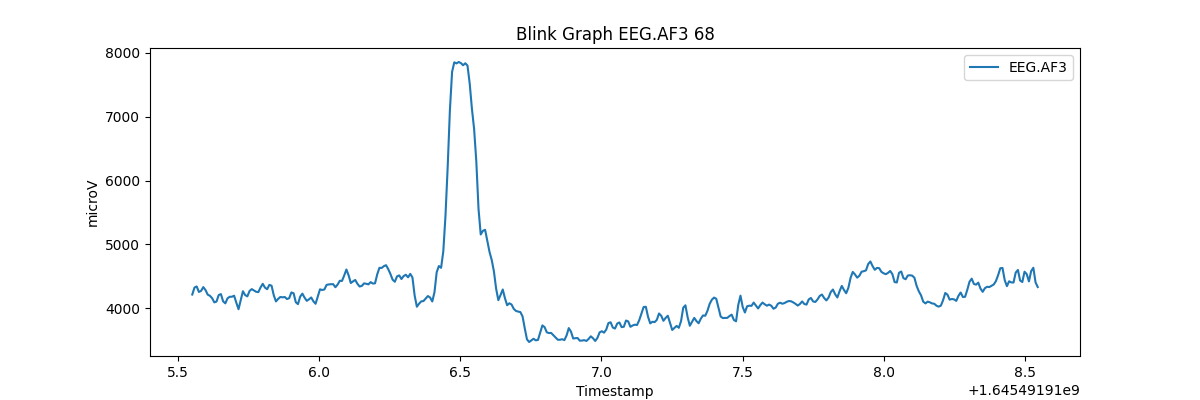 Blink Graph EEG.AF3 68
EEG.AF3
8000
7000
6000
5000
4000
microV
5.5 6.0 6.5 7.0 7.5 8.0 8.5
Timestamp
+1.64549191e9